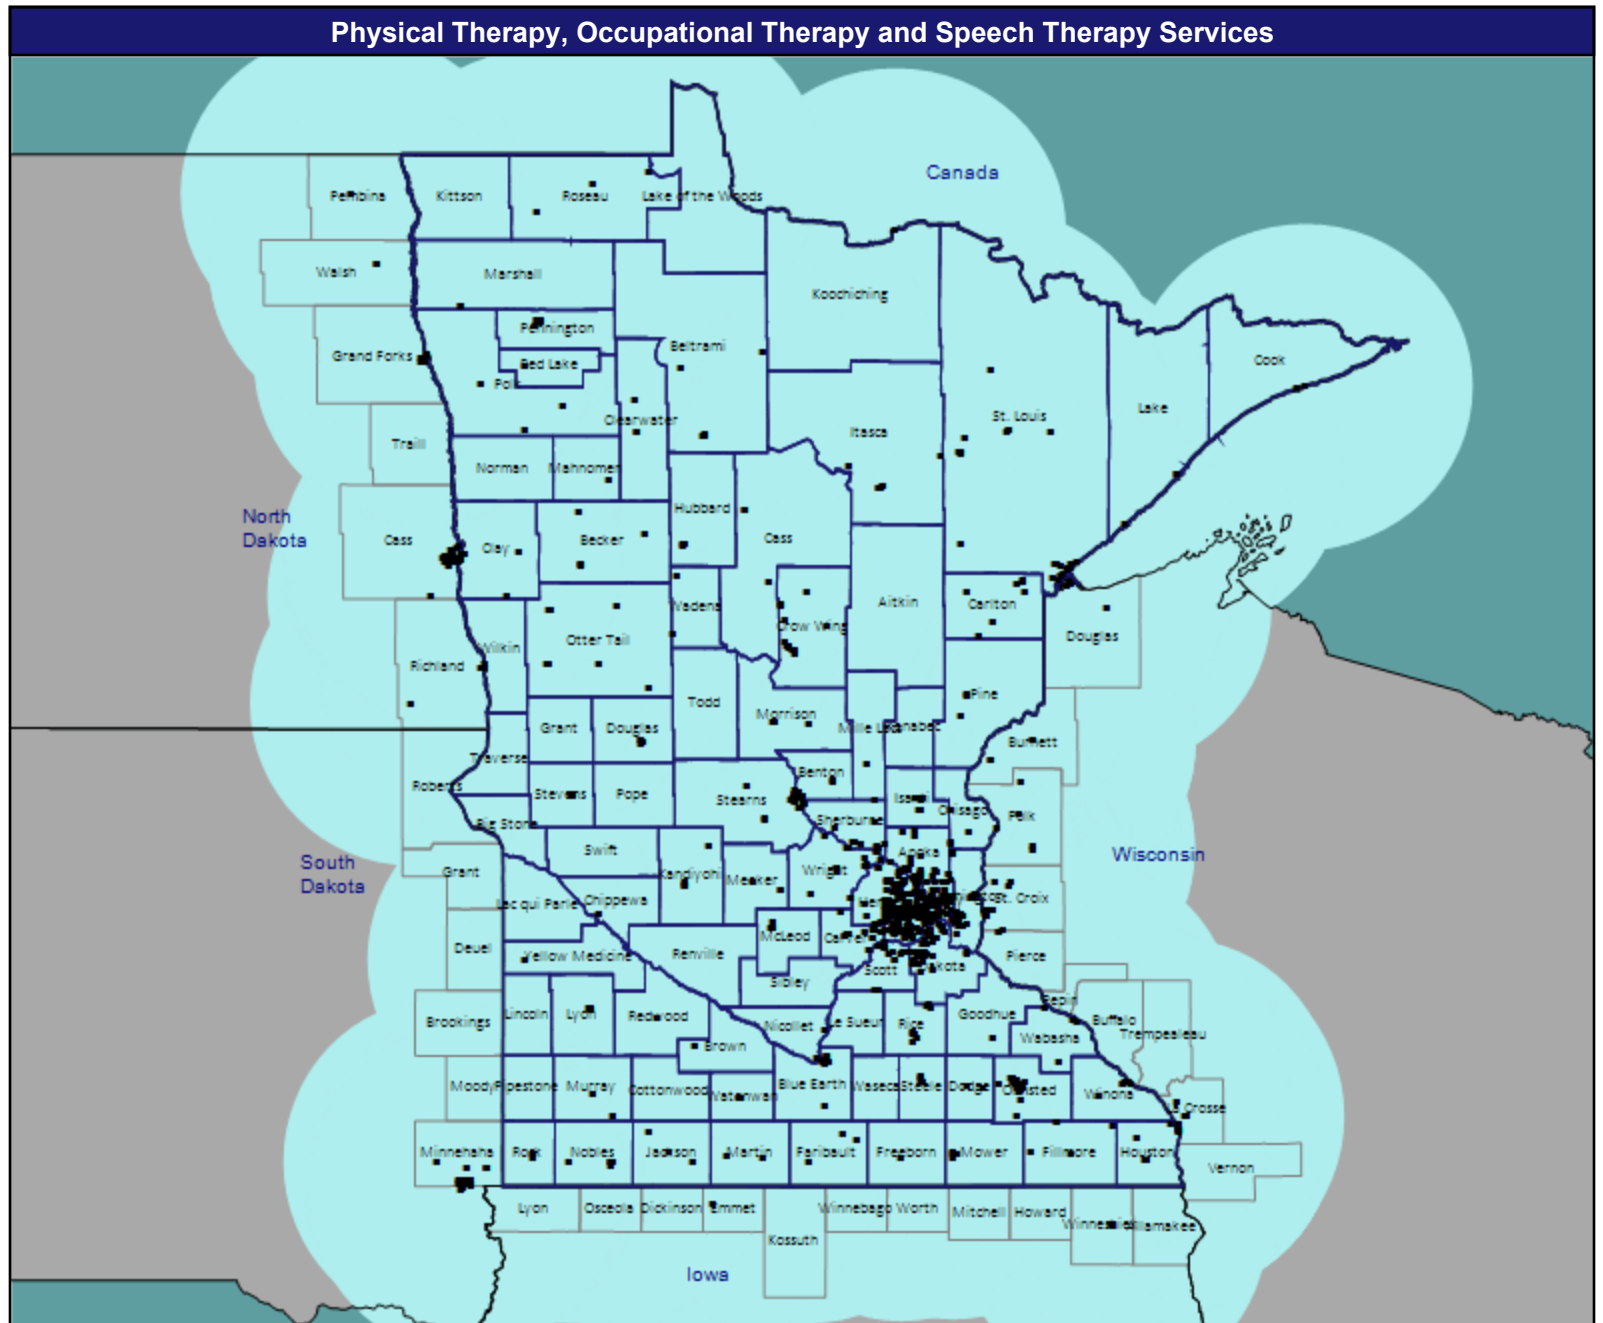 Physical Therapy, Occupational Therapy and Speech Therapy Services
Canada
Pembina
Kittson
Roseau
Lake of the Woods
Walsh
Marshall
Koochiching
Pennington
Grand Forks
Red Lake
Beltrami
Cook
Polk
Clearwater
St. Louis
Lake
Itasca
Traill
Norman
Mahnomen
Hubbard
North
Dakota
Cass
Clay
Becker
Cass
Wadena
Aitkin
Carlton
Crow Wing
Otter Tail
Douglas
Wilkin
Richland
Pine
Todd
Morrison
Grant
Douglas
Mille Lacs
Kanabec
Burnett
Traverse
Benton
Roberts
Stevens
Pope
Stearns
Isanti
Chisago
Polk
Big Stone
Sherburne
Swift
Anoka
Wisconsin
South
Dakota
Grant
Kandiyohi
Meeker
Wright
Lac qui Parle
Chippewa
St. Croix
McLeod
Carver
Deuel
Yellow Medicine
Renville
Scott
Dakota
Pierce
Sibley
Pepin
Brookings
Lincoln
Lyon
Redwood
Nicollet
Le Sueur
Rice
Goodhue
Buffalo
Trempealeau
Wabasha
Brown
Moody
Pipestone
Murray
Cottonwood
Watonwan
Blue Earth
Waseca
Steele
Dodge
Olmsted
Winona
La Crosse
Minnehaha
Rock
Nobles
Jackson
Martin
Faribault
Freeborn
Mower
Fillmore
Houston
Vernon
Lyon
Osceola
Dickinson
Emmet
Winnebago
Worth
Mitchell
Howard
Kossuth
Iowa